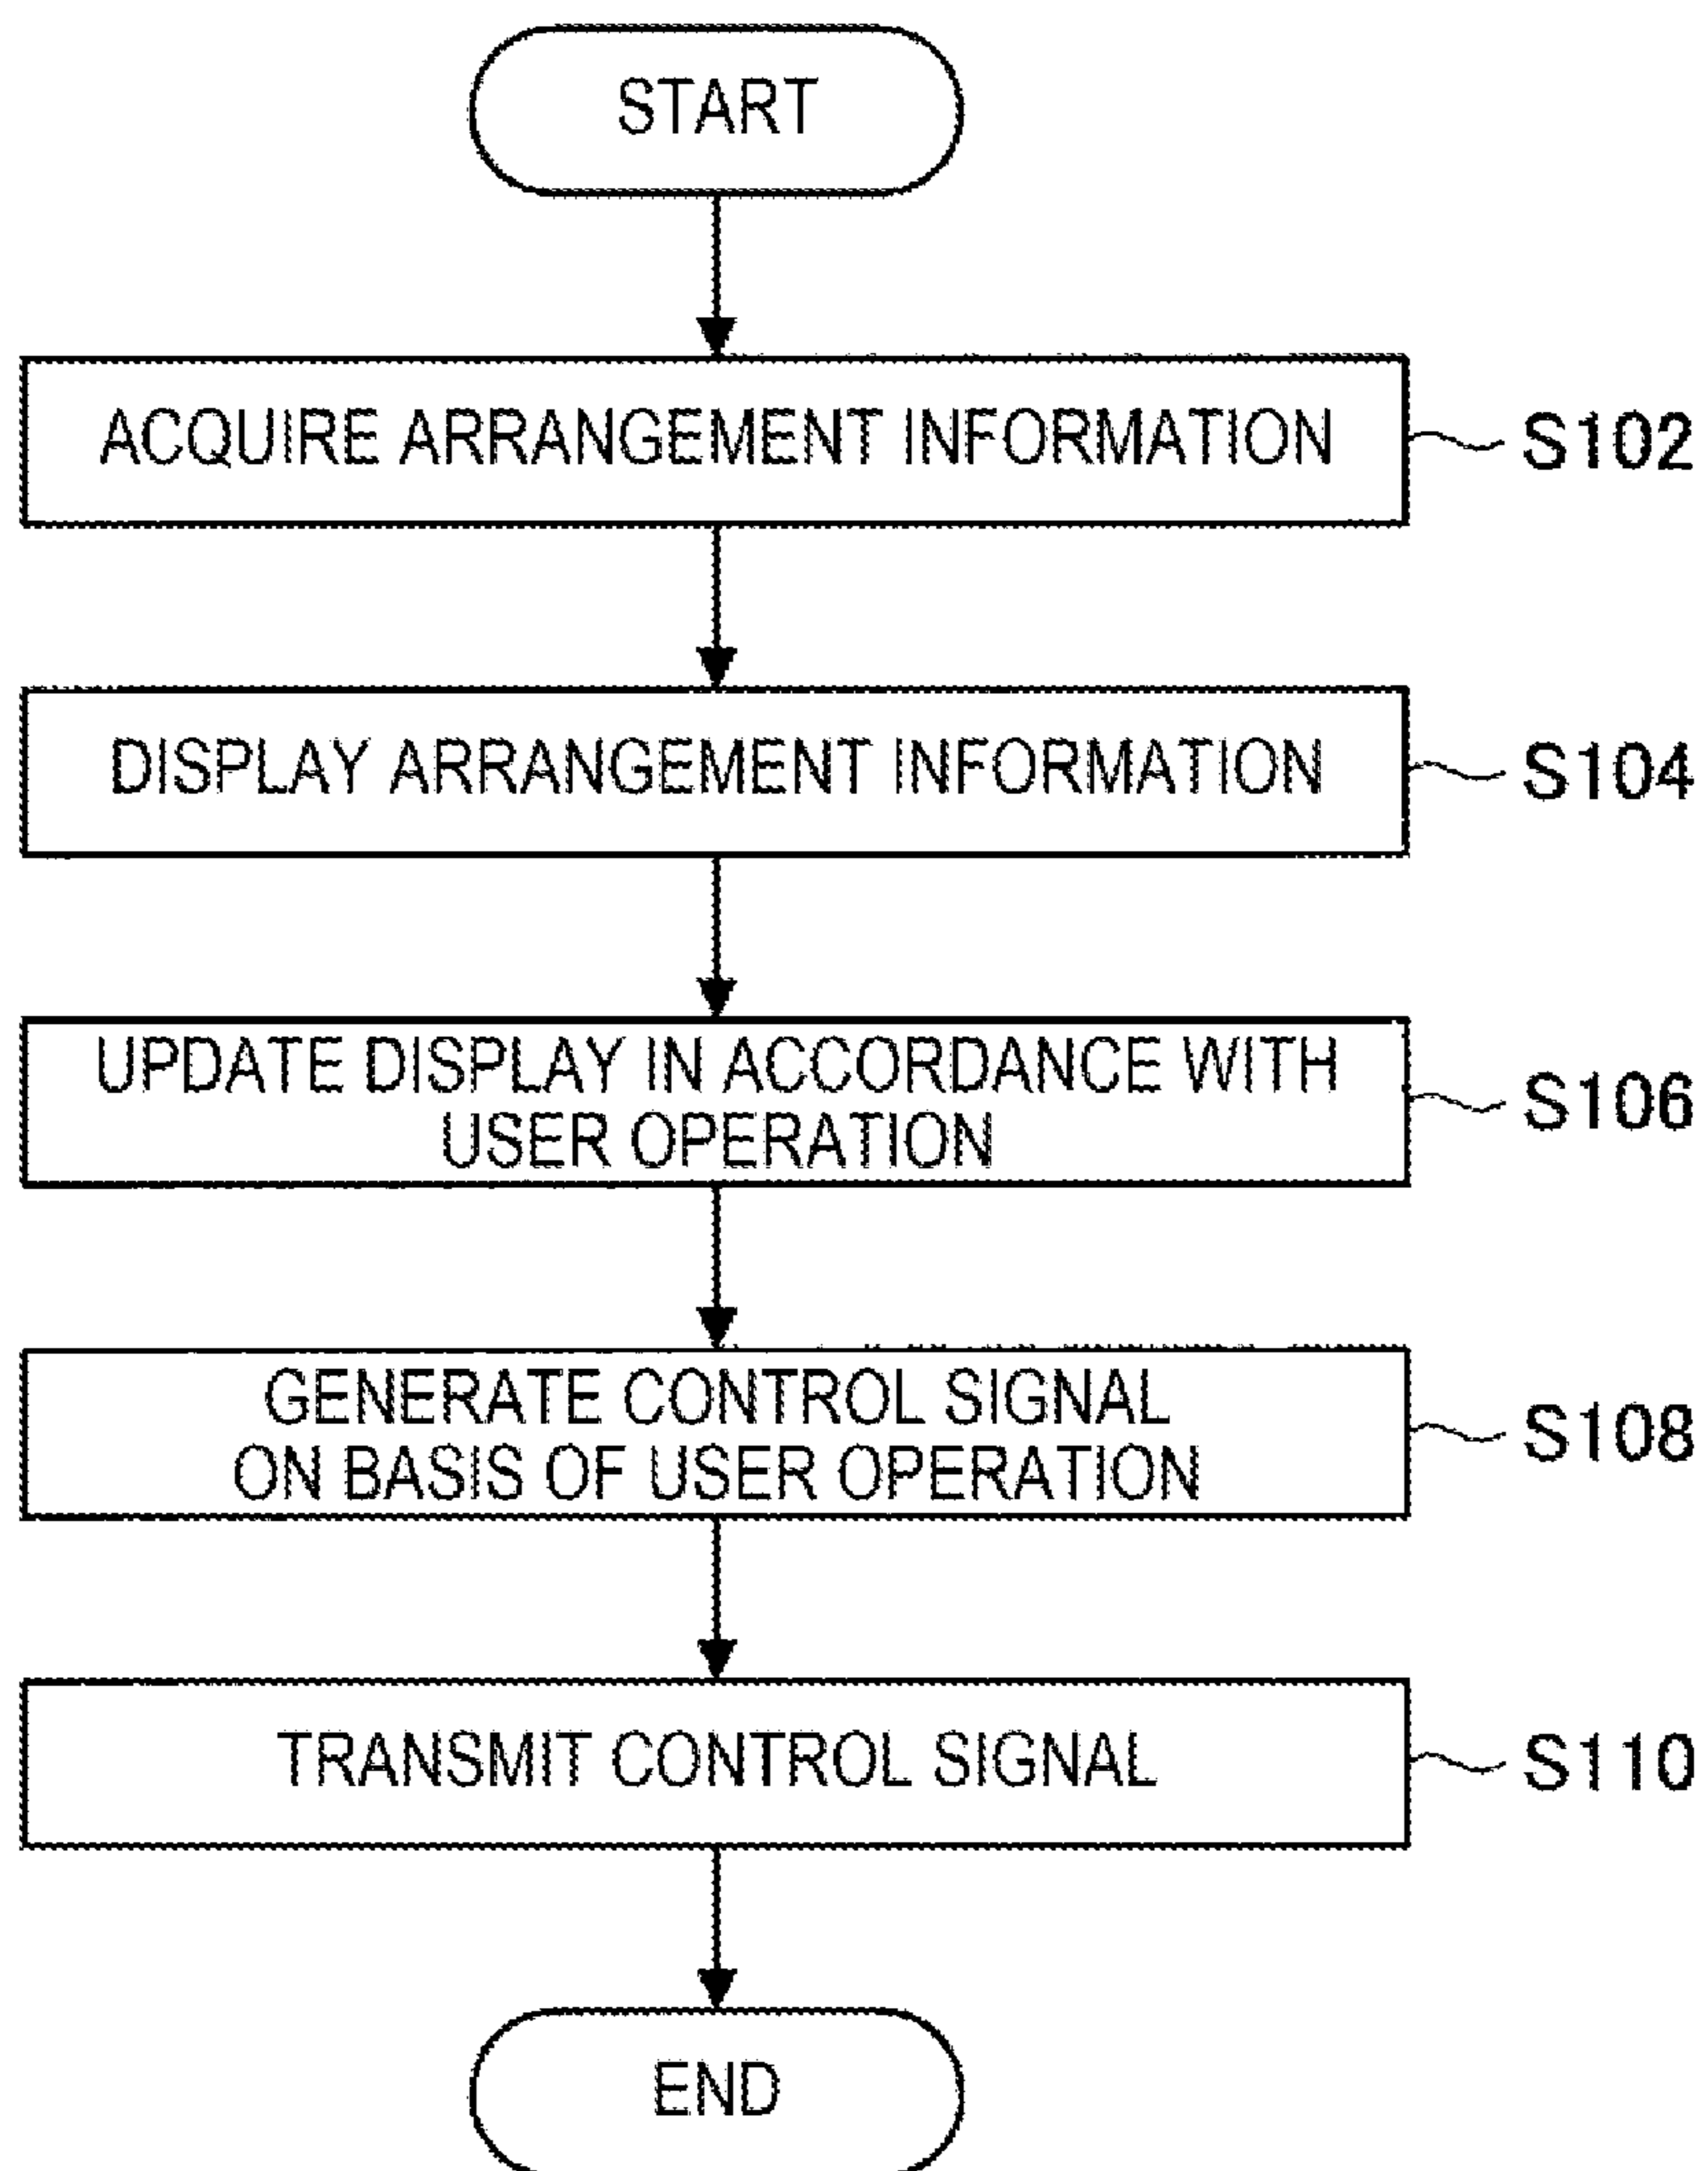 START
ACQUIRE ARRANGEMENT INFORMATION
S102
DISPLAY ARRANGEMENT INFORMATION
S104
UPDATE DISPLAY IN ACCORDANCE WITH
USER OPERATION
S106
GENERATE CONTROL SIGNAL
ON BASIS OF USER OPERATION
S108
TRANSMIT CONTROL SIGNAL
S110
END